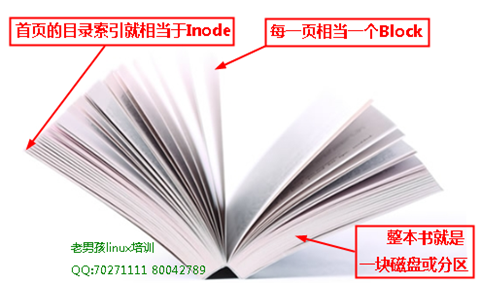 首页的目录索引就相当于Inode
每一页相当一个Block
整本书就是
一块磁盘或分区
老男孩linux培训
QQ:70271111 80042789